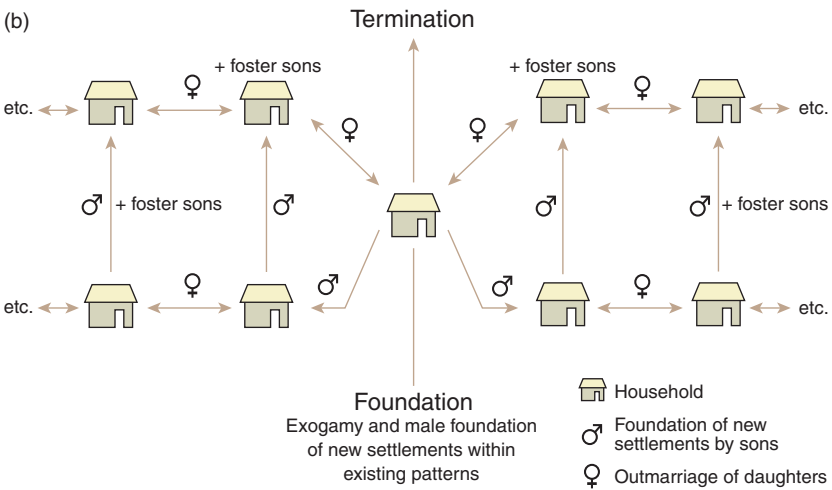 (b)
Termination
+ foster sons
+ foster sons
♀
♀
etc.
etc.
♀
♀
♂
+ foster sons
♂
♂
♂
+ foster sons
♀
♂
♂
♀
etc.
etc.
Foundation
Exogamy and male foundation
of new settlements within
existing patterns
Household
♂ Foundation of new
settlements by sons
♀ Outmarriage of daughters